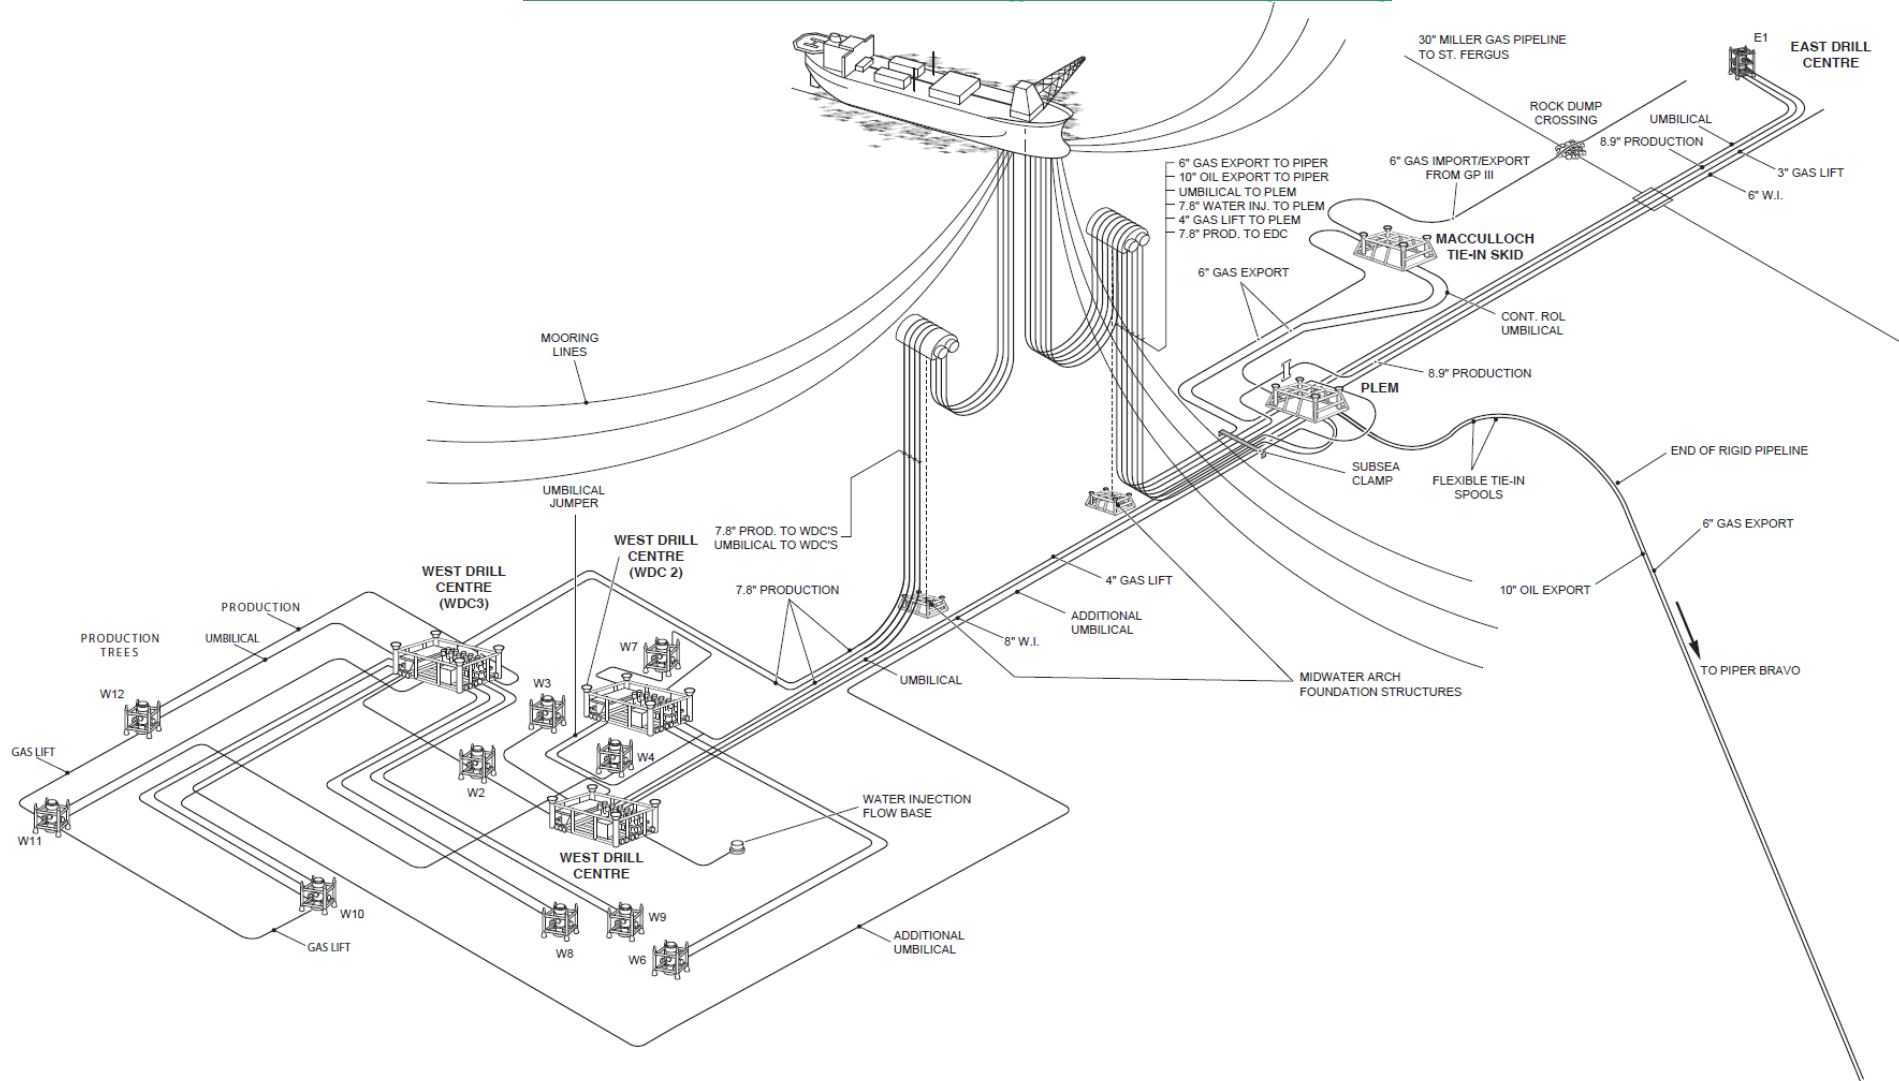 30" MILLER GAS PIPELINE
TO ST. FERGUS
E1
EAST DRILL
CENTRE
ROCK DUMP
CROSSING
UMBILICAL
8.9" PRODUCTION
3" GAS LIFT
6" W.I.
6" GAS IMPORT/EXPORT
FROM GP III
6" GAS EXPORT TO PIPER
10" OIL EXPORT TO PIPER
UMBILICAL TO PLEM
7.8" WATER INJ. TO PLEM
4" GAS LIFT TO PLEM
7.8" PROD. TO EDC
MACCULLOCH
TIE-IN SKID
6" GAS EXPORT
CONT. ROL
UMBILICAL
MOORING
LINES
8.9" PRODUCTION
PLEM
SUBSEA
CLAMP
FLEXIBLE TIE-IN
SPOOLS
END OF RIGID PIPELINE
6" GAS EXPORT
10" OIL EXPORT
TO PIPER BRAVO
UMBILICAL
JUMPER
7.8" PROD. TO WDC'S
UMBILICAL TO WDC'S
WEST DRILL
CENTRE
(WDC 2)
WEST DRILL
CENTRE
(WDC3)
7.8" PRODUCTION
4" GAS LIFT
ADDITIONAL
UMBILICAL
8" W.I.
UMBILICAL
MIDWATER ARCH
FOUNDATION STRUCTURES
PRODUCTION
UMBILICAL
PRODUCTION
TREES
W12
W7
W3
W4
W2
GAS LIFT
W11
WATER INJECTION
FLOW BASE
WEST DRILL
CENTRE
W10
GAS LIFT
W9
W8
W6
ADDITIONAL
UMBILICAL
H